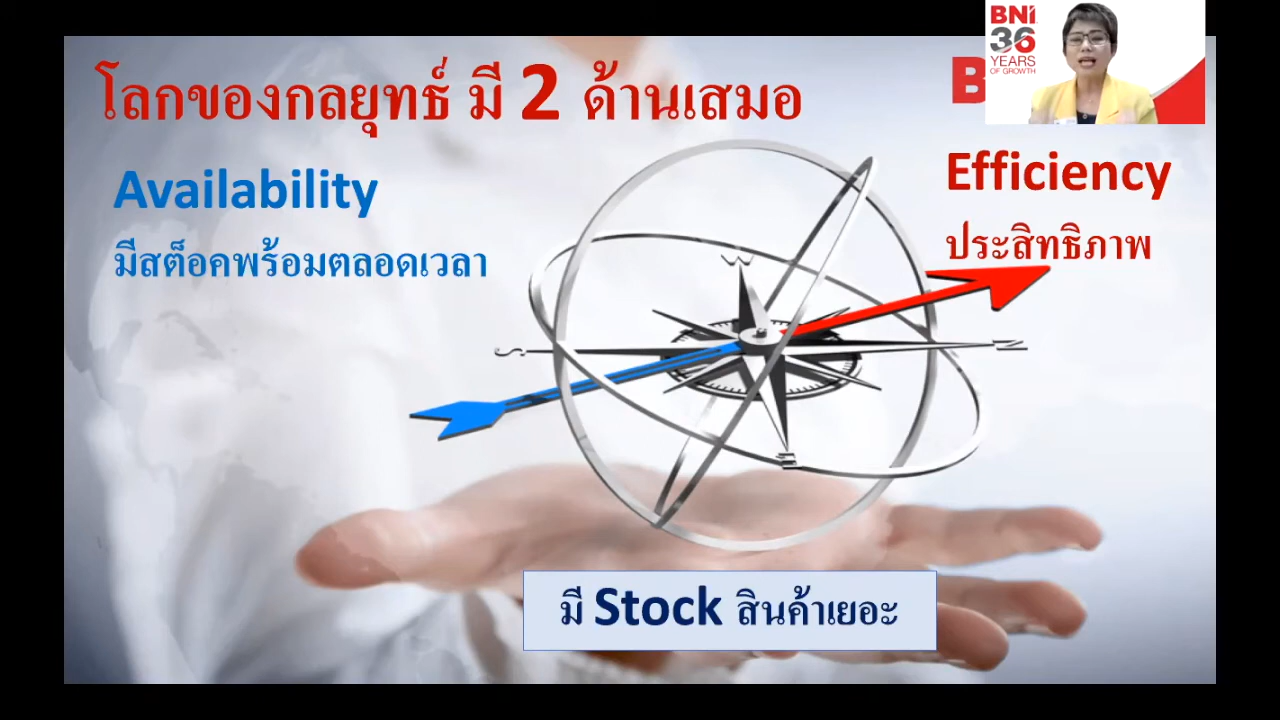 BNI
36
YEARS
OF GROWTH
โลกของกลยุทธ์ มี 2 ด้านเสมอ
B
Availability
มีสต็อคพร้อมตลอดเวลา
Efficiency
ประสิทธิภาพ
W
S
N
E
มี Stock สินค้าเยอะ